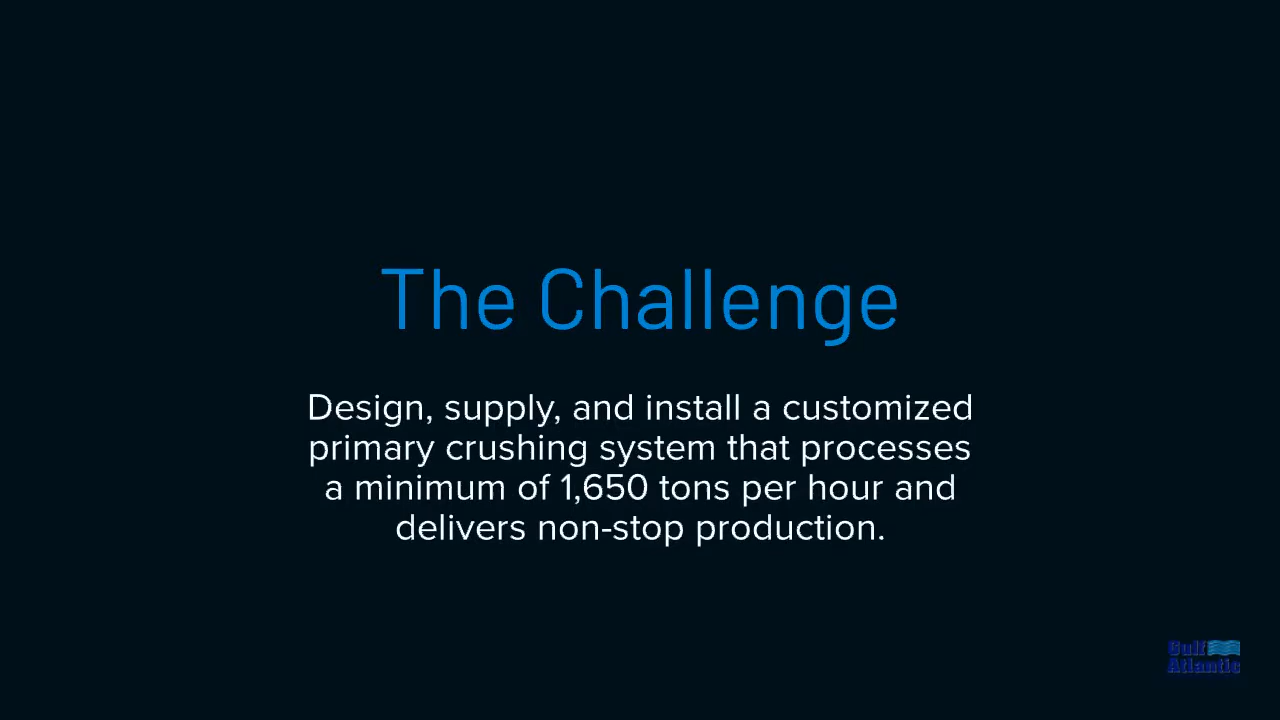 The Challenge
Design, supply, and install a customized
primary crushing system that processes
a minimum of 1,650 tons per hour and
delivers non-stop production.
Gulf
Atlantic